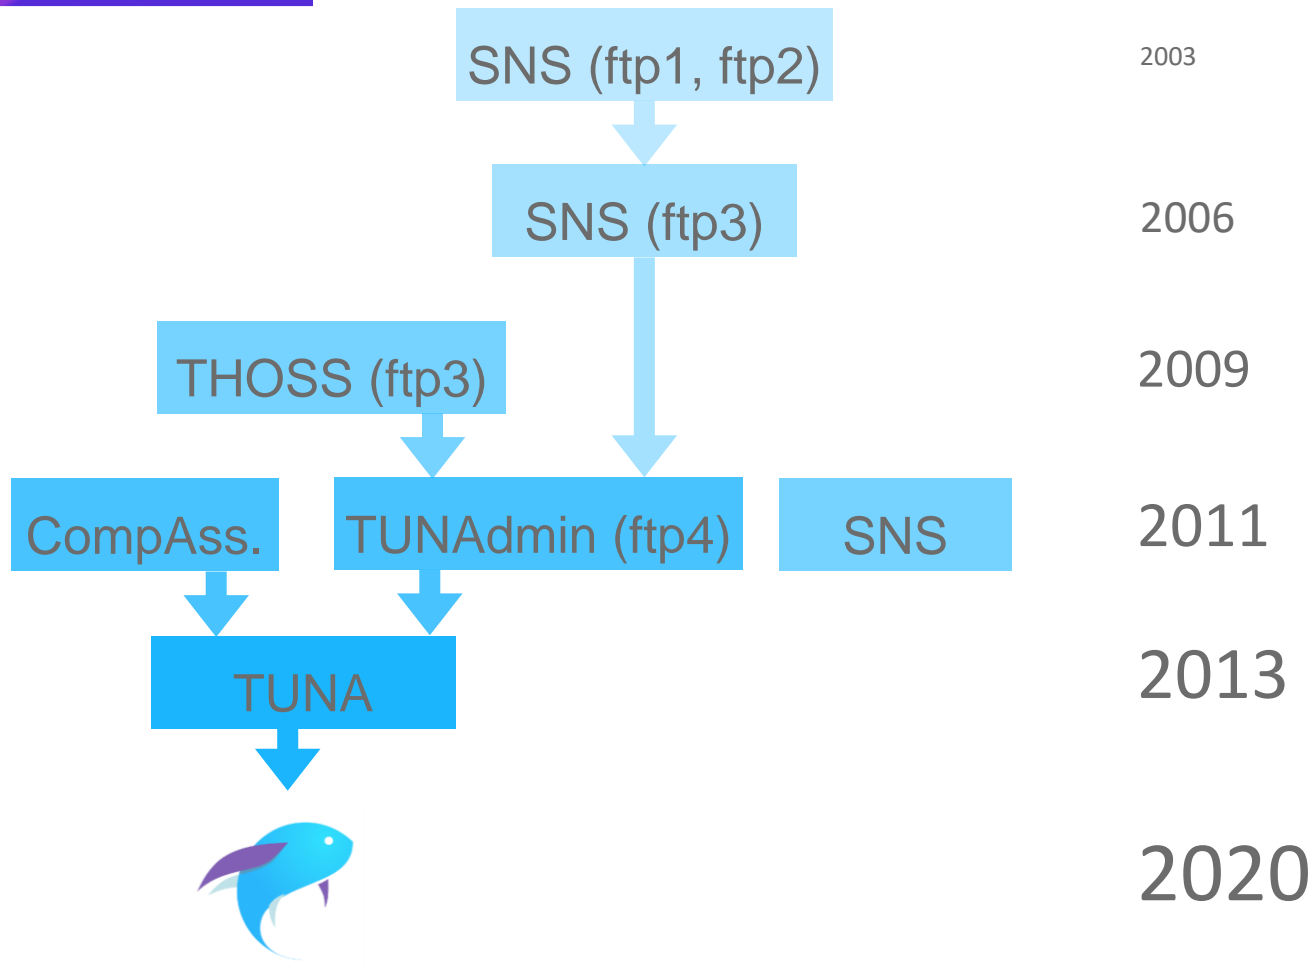 SNS (ftp1, ftp2)
2003
SNS (ftp3)
2006
THOSS (ftp3)
2009
CompAss.
TUNAdmin (ftp4)
SNS
2011
TUNA
2013
2020